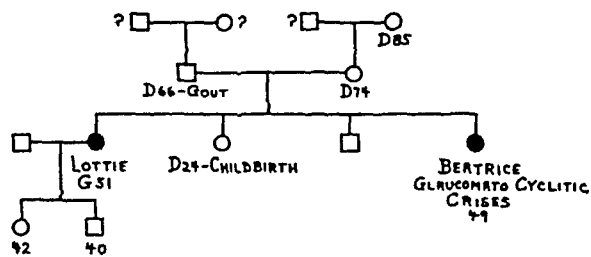 ? ? ?
D85
D66-GOUT D74
LOTTIE
G51
D24-CHILDBIRTH
BERTRICE
GLAUCOMATO CYCLITIC
CRISES
49
42 40